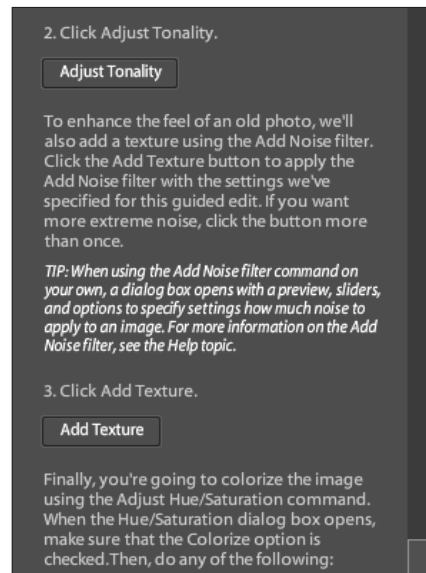 2. Click Adjust Tonality.
Adjust Tonality
To enhance the feel of an old photo, we'll
also add a texture using the Add Noise filter.
Click the Add Texture button to apply the
Add Noise filter with the settings we've
specified for this guided edit. If you want
more extreme noise, click the button more
than once.
TIP: When using the Add Noise filter command on
your own, a dialog box opens with a preview, sliders,
and options to specify settings how much noise to
apply to an image. For more information on the Add
Noise filter, see the Help topic.
3. Click Add Texture.
Add Texture
Finally, you're going to colorize the image
using the Adjust Hue/Saturation command.
When the Hue/Saturation dialog box opens,
make sure that the Colorize option is
checked.Then, do any of the following: